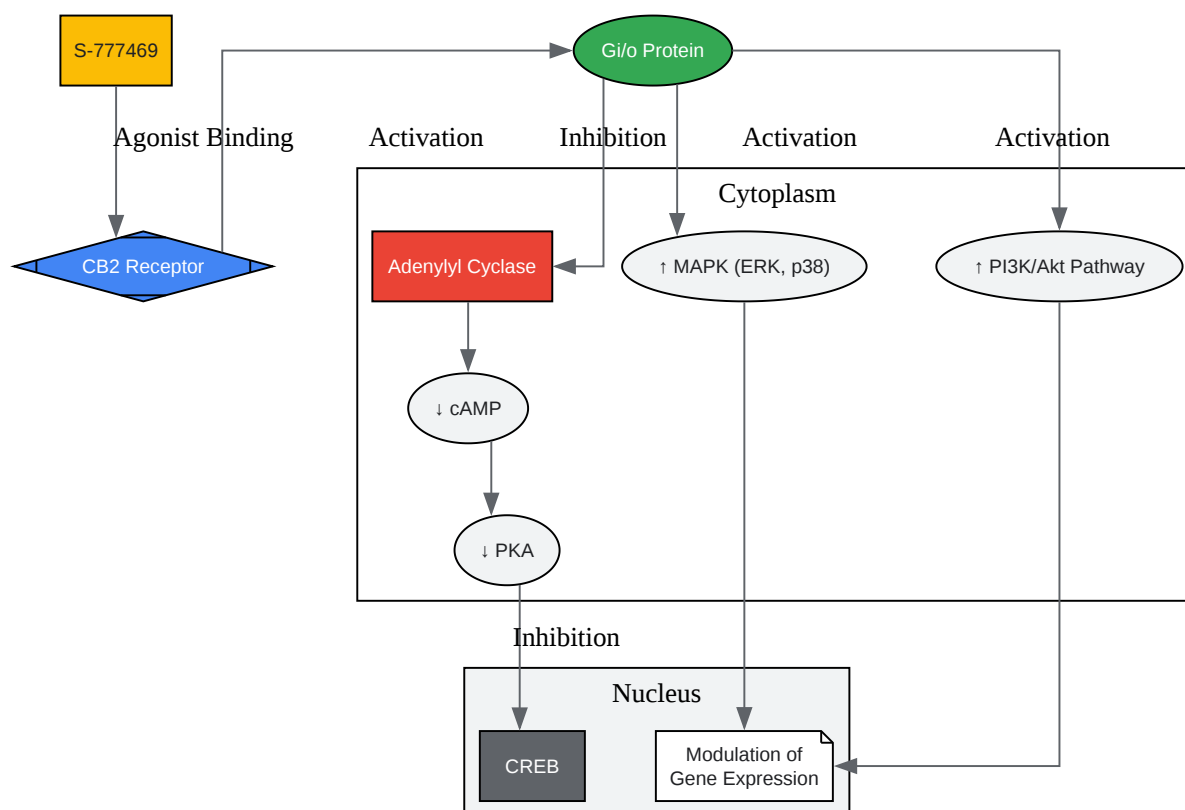 S-777469
Gi/o Protein
Agonist Binding
Activation
Inhibition
Activation
Activation
Cytoplasm
CB2 Receptor
Adenylyl Cyclase
↑ MAPK (ERK, p38)
↑ PI3K/Akt Pathway
↓ cAMP
↓ PKA
Inhibition
Nucleus
CREB
Modulation of
Gene Expression